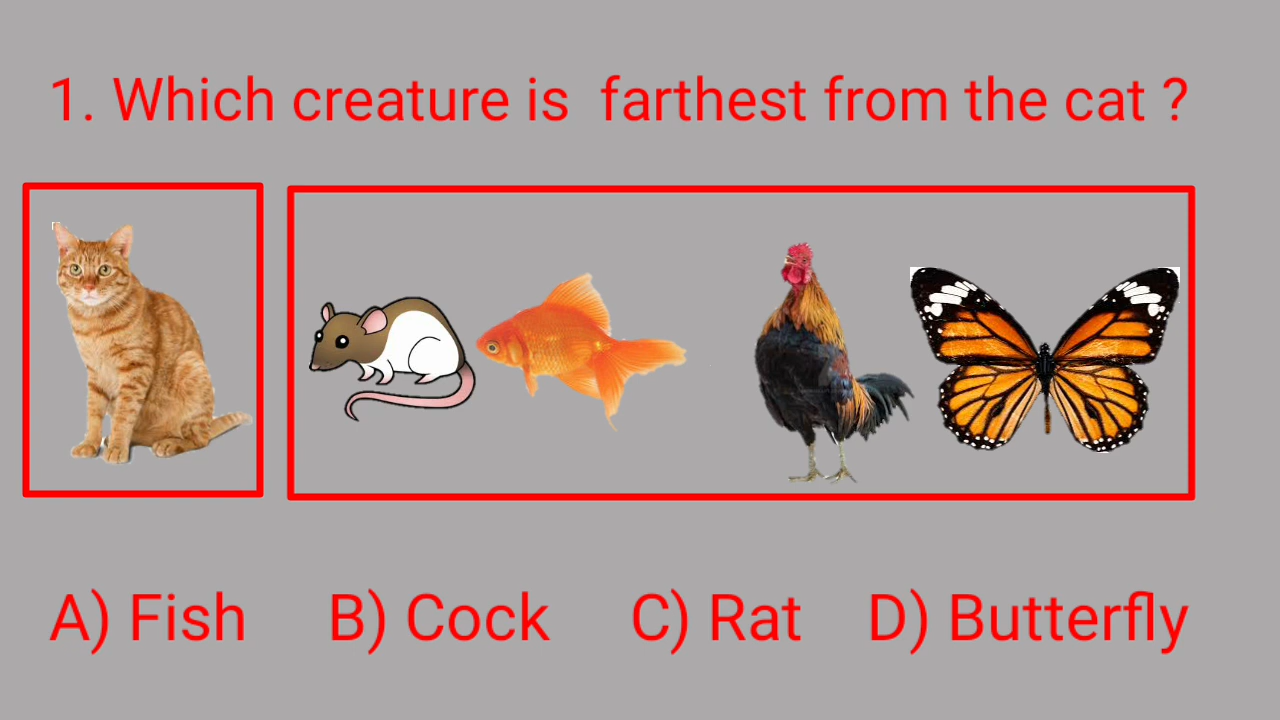 1. Which creature is farthest from the cat ?
A) Fish B) Cock C) Rat D) Butterfly